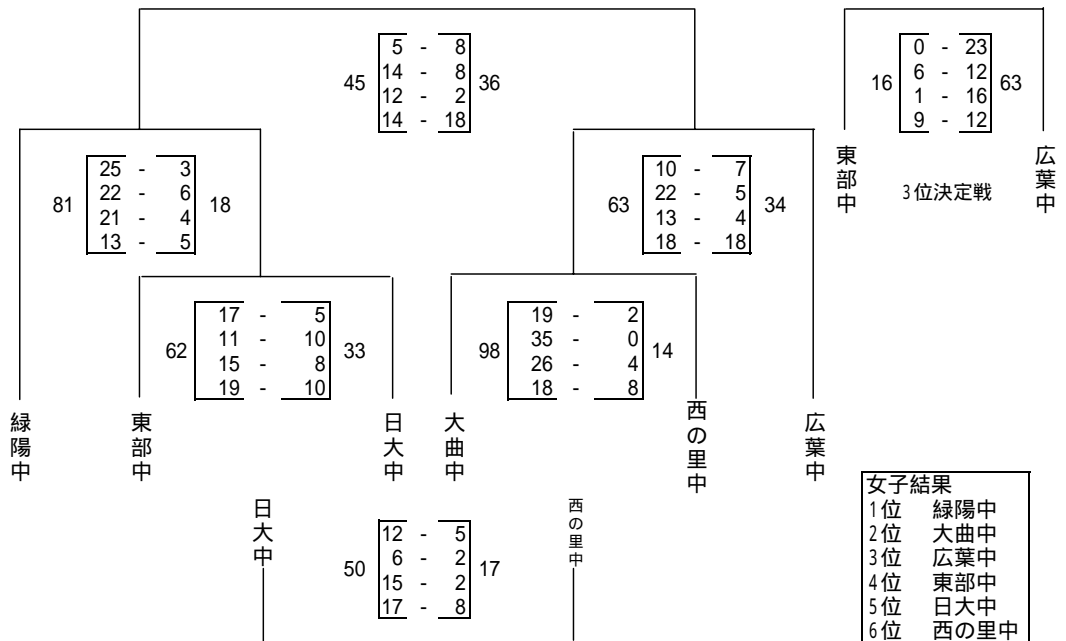 5 - 8
14 - 8
12 - 2
14 - 18
45
36
0 - 23
6 - 12
1 - 16
9 - 12
16
63
東部中
広葉中
3位決定戦
25 - 3
22 - 6
21 - 4
13 - 5
81
18
10 - 7
22 - 5
13 - 4
18 - 18
63
34
17 - 5
11 - 10
15 - 8
19 - 10
62
33
19 - 2
35 - 0
26 - 4
18 - 8
98
14
緑陽中
東部中
日大中
大曲中
西の里中
広葉中
日大中
西の里中
12 - 5
6 - 2
15 - 2
17 - 8
50
17
女子結果
1位 緑陽中
2位 大曲中
3位 広葉中
4位 東部中
5位 日大中
6位 西の里中